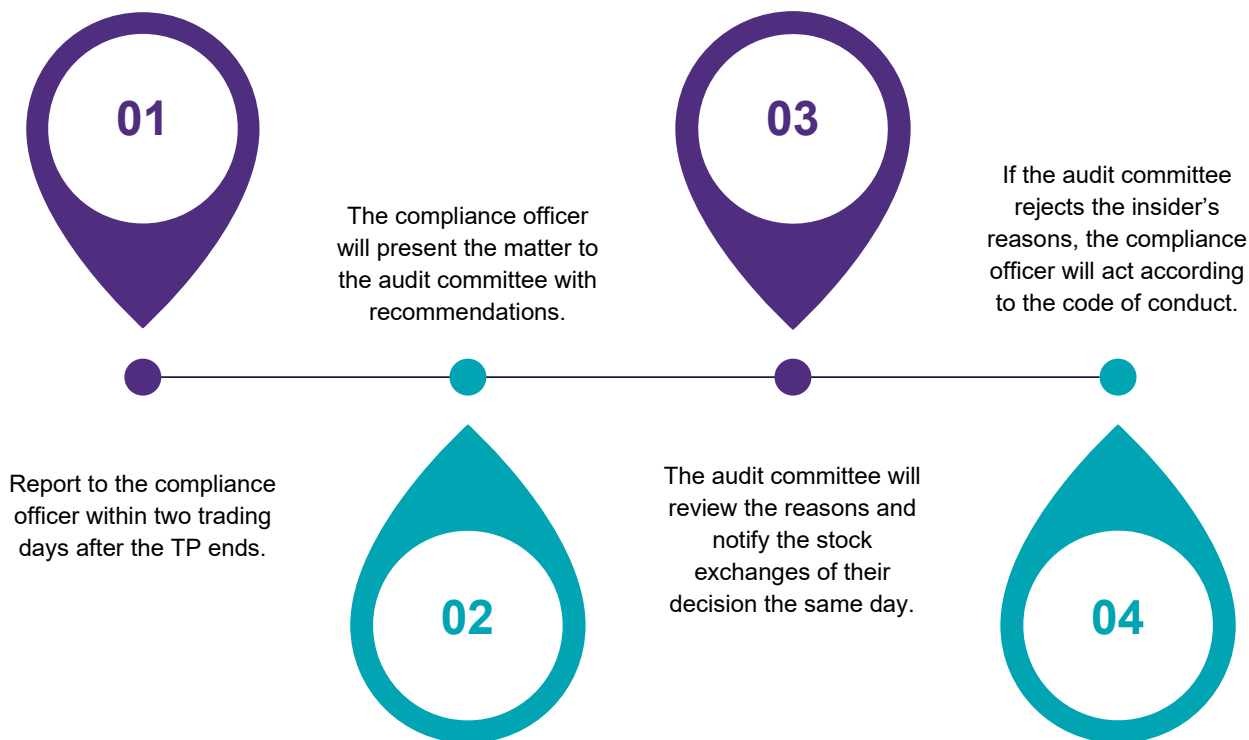 01
Report to the compliance
officer within two trading
days after the TP ends.
The compliance officer
will present the matter to
the audit committee with
recommendations.
02
03
The audit committee will
review the reasons and
notify the stock
exchanges of their
decision the same day.
If the audit committee
rejects the insider’s
reasons, the compliance
officer will act according
to the code of conduct.
04